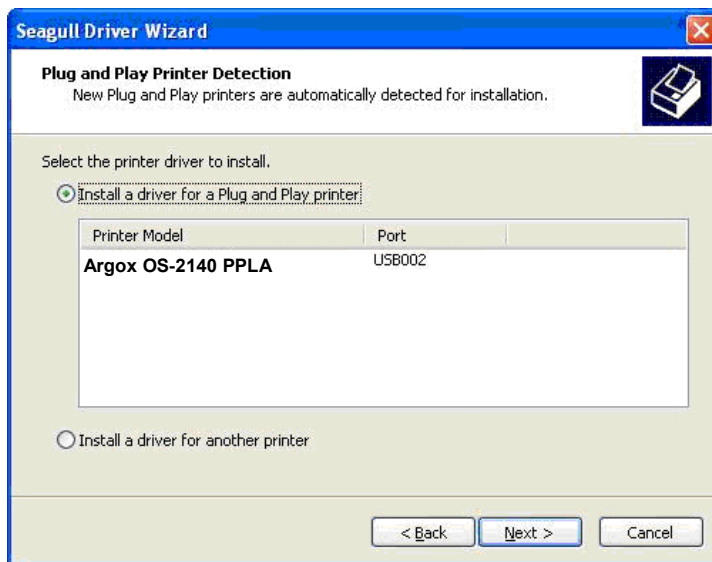 Seagull Driver Wizard
Plug and Play Printer Detection
New Plug and Play printers are automatically detected for installation.
Select the printer driver to install.
Install a driver for a Plug and Play printer
Printer Model Port
Argox OS-2140 PPLA USB002
Install a driver for another printer
< Back Next > Cancel